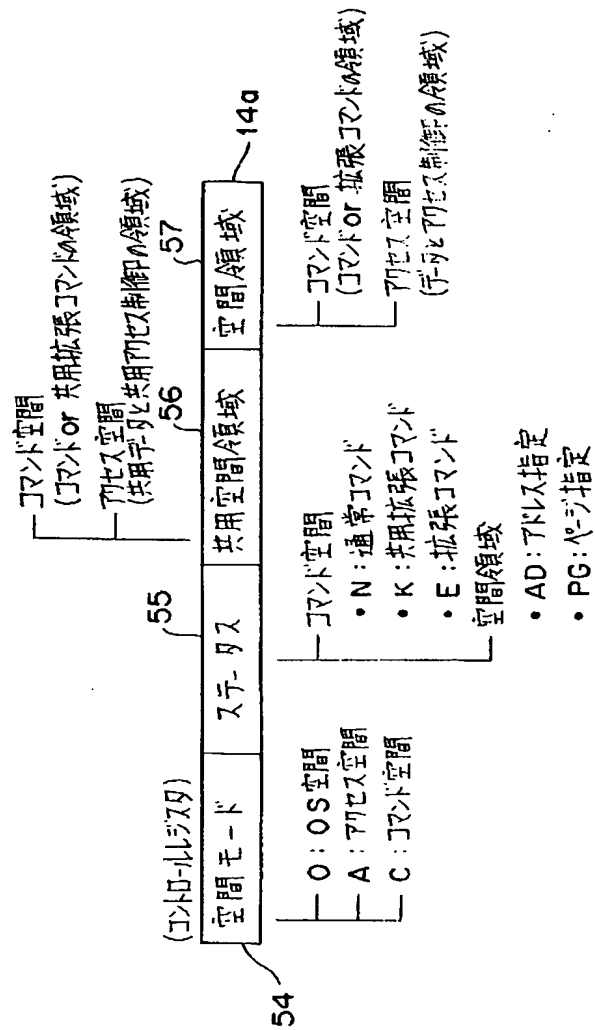 コマンド空間
(コマンド or 共用拡張コマンドの領域)
アクセス空間
(共用データと共用アクセス制御の領域)
(コントロールレジスタ)
55
56
57
14a
空間モード
ステータス
共用空間領域
空間領域
54
O:OS空間
A:アクセス空間
C:コマンド空間
コマンド空間
• N:通常コマンド
• K:共用拡張コマンド
• E:拡張コマンド
空間領域
• AD:アドレス指定
• PG:ページ指定
コマンド空間
(コマンド or 拡張コマンドの領域)
アクセス空間
(データとアクセス制御の領域)